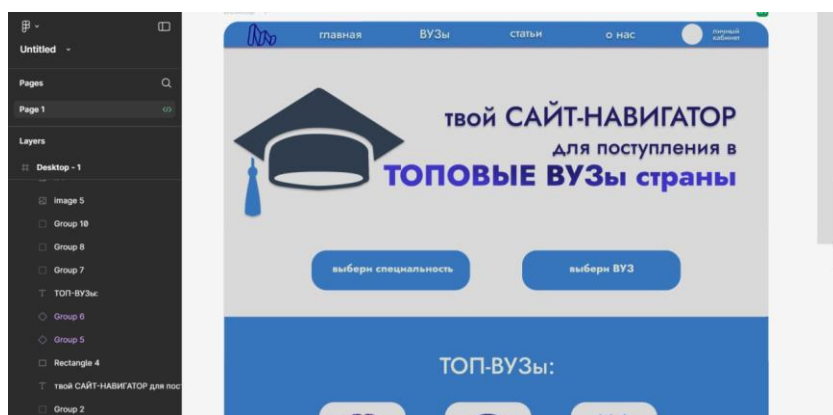 Untitled
Pages
Page 1
Layers
Desktop - 1
image 5
Group 10
Group 8
Group 7
ТОП-ВУЗы:
Group 6
Group 5
Rectangle 4
твой САЙТ-НАВИГАТОР для пос
Group 2
главная ВУЗы статьи о нас личный
кабинет
твой САЙТ-НАВИГАТОР
для поступления в
ТОПОВЫЕ ВУЗы страны
выбери специальность выбери ВУЗ
ТОП-ВУЗы: